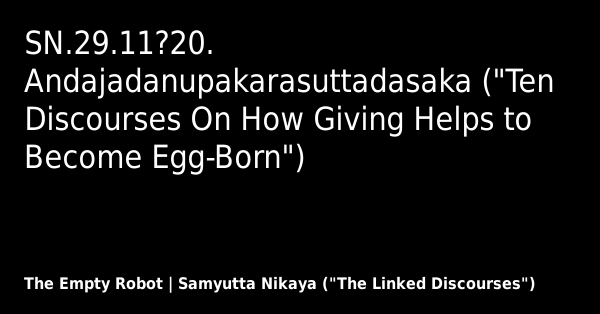 SN.29.11?20.
Andajadanupakarasuttadasaka ("Ten
Discourses On How Giving Helps to
Become Egg-Born")
The Empty Robot | Samyutta Nikaya ("The Linked Discourses")